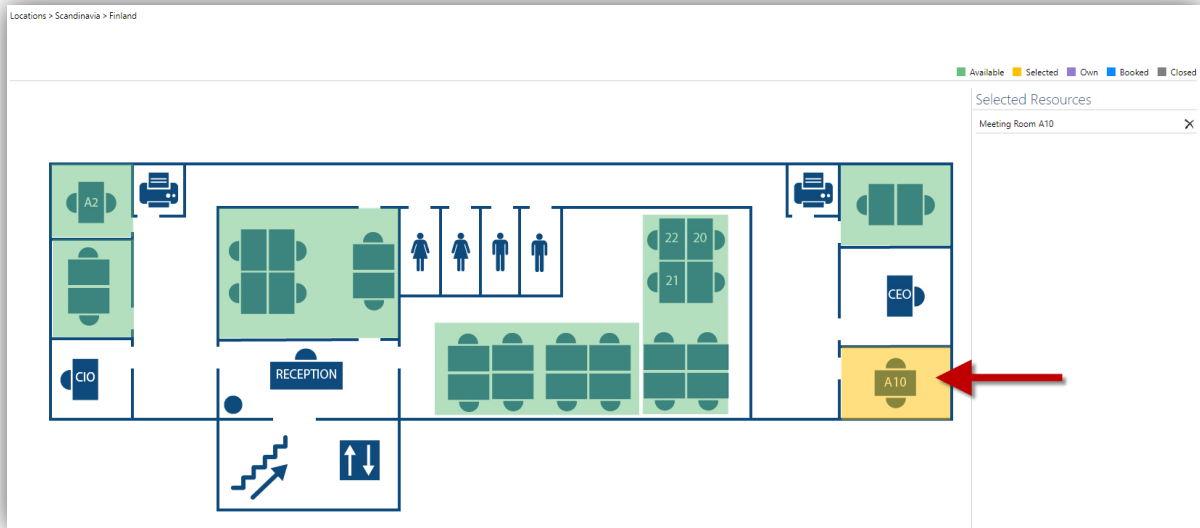 Locations > Scandinavia > Finland
Available Selected Own Booked Closed
Selected Resources
Meeting Room A10
A2
22 20
21
CEO
CIO
RECEPTION
A10